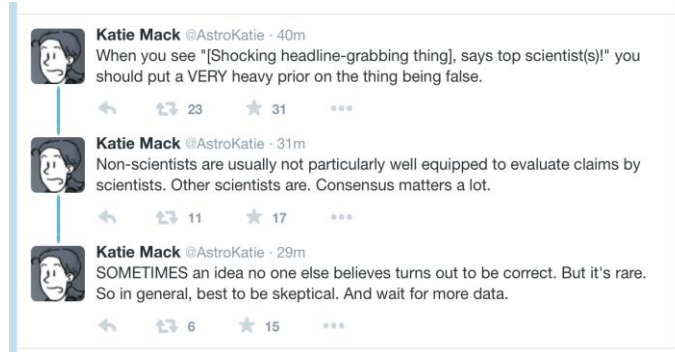 Katie Mack @AstroKatie · 40m
When you see "[Shocking headline-grabbing thing], says top scientist(s)!" you
should put a VERY heavy prior on the thing being false.
23 31
Katie Mack @AstroKatie · 31m
Non-scientists are usually not particularly well equipped to evaluate claims by
scientists. Other scientists are. Consensus matters a lot.
11 17
Katie Mack @AstroKatie · 29m
SOMETIMES an idea no one else believes turns out to be correct. But it's rare.
So in general, best to be skeptical. And wait for more data.
6 15